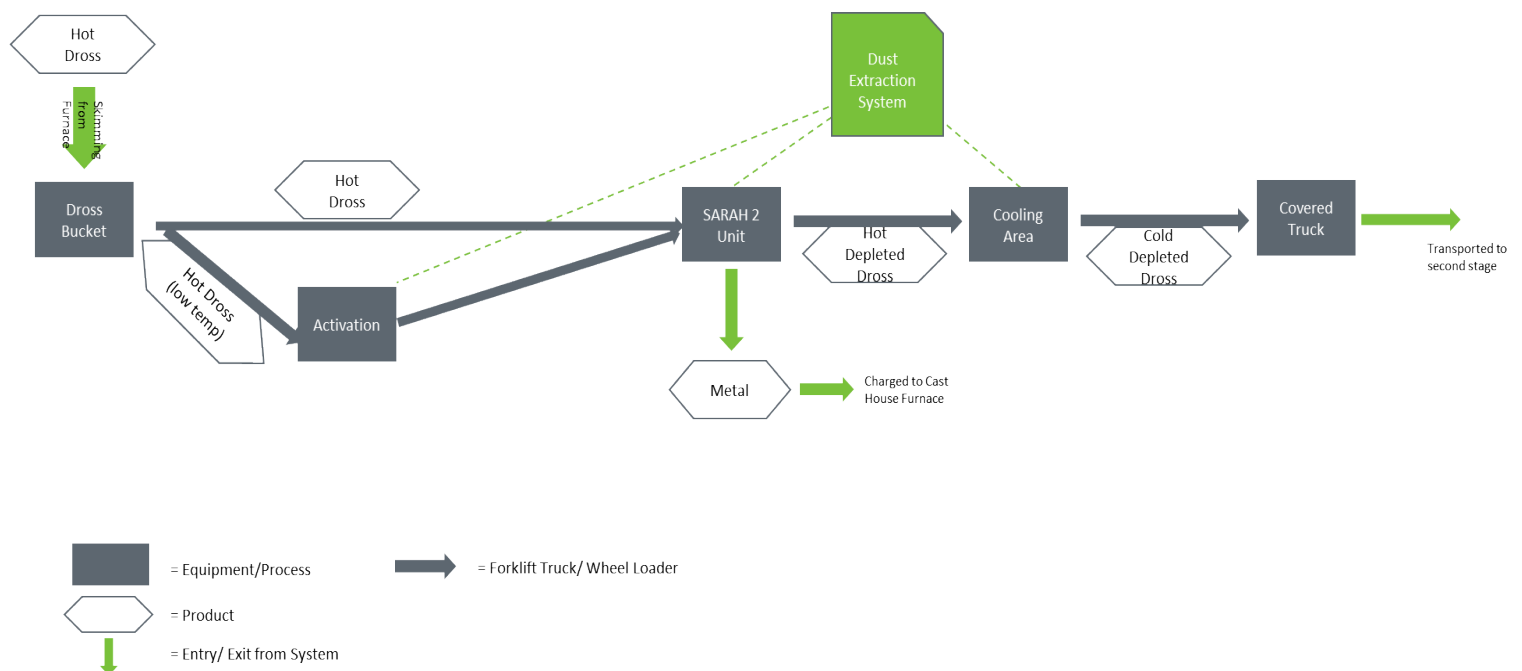 Hot
Dross
Skimming
from
Furnace
Dross
Bucket
Hot
Dross
Hot Dross
(low temp)
Activation
Dust
Extraction
System
SARAH 2
Unit
Hot
Depleted
Dross
Cooling
Area
Cold
Depleted
Dross
Covered
Truck
Transported to
second stage
Metal
Charged to Cast
House Furnace
= Equipment/Process
= Forklift Truck/ Wheel Loader
= Product
= Entry/ Exit from System